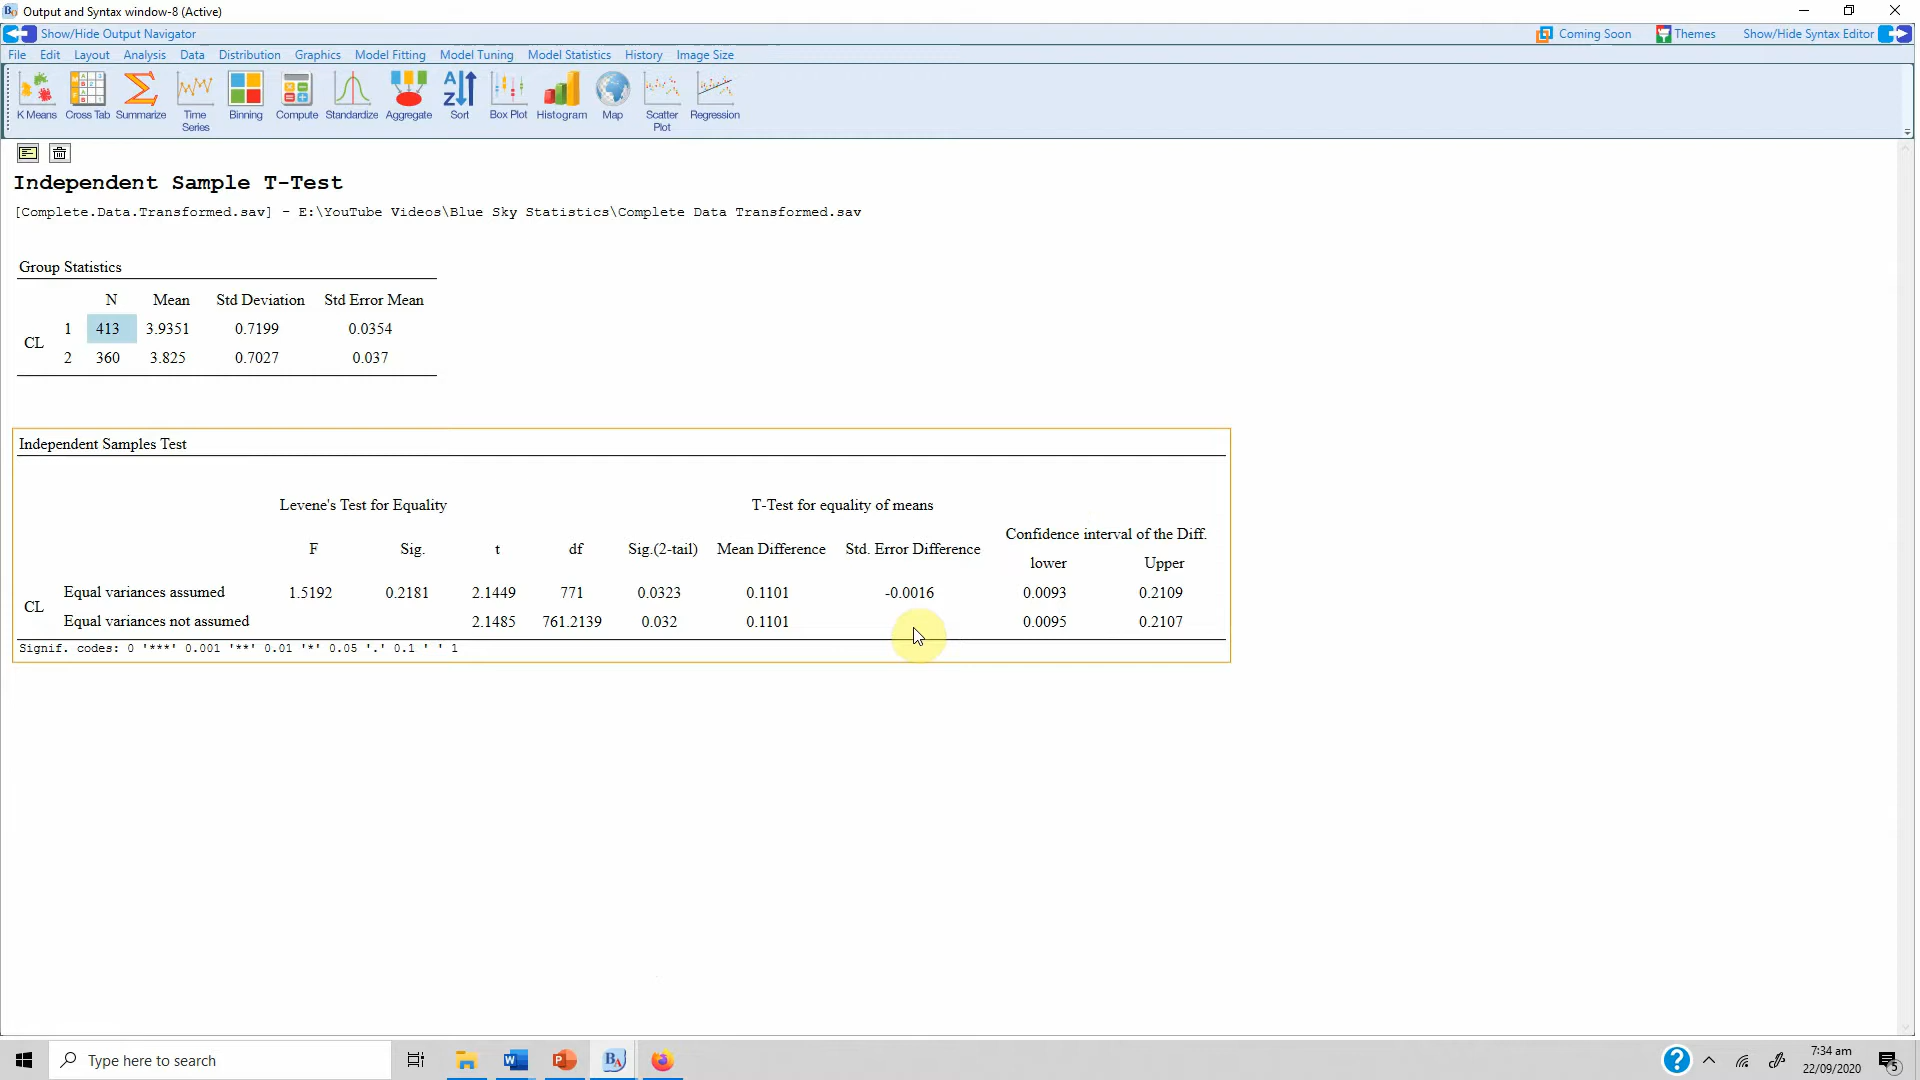 Output and Syntax window-8 (Active)
Show/Hide Output Navigator
Coming Soon
Themes
Show/Hide Syntax Editor
File Edit Layout Analysis Data Distribution Graphics Model Fitting Model Tuning Model Statistics History Image Size
K Means Cross Tab Summarize Time Series Binning Compute Standardize Aggregate Sort Box Plot Histogram Map Scatter Plot Regression
Independent Sample T-Test
[Complete.Data.Transformed.sav] - E:\YouTube Videos\Blue Sky Statistics\Complete Data Transformed.sav
Group Statistics
N Mean Std Deviation Std Error Mean
CL
1 413 3.9351 0.7199 0.0354
2 360 3.825 0.7027 0.037
Independent Samples Test
Levene's Test for Equality T-Test for equality of means
Confidence interval of the Diff.
F Sig. t df Sig.(2-tail) Mean Difference Std. Error Difference
lower Upper
CL
Equal variances assumed 1.5192 0.2181 2.1449 771 0.0323 0.1101 -0.0016 0.0093 0.2109
Equal variances not assumed 2.1485 761.2139 0.032 0.1101 0.0095 0.2107
Signif. codes: 0 '***' 0.001 '**' 0.01 '*' 0.05 '.' 0.1 ' ' 1
Type here to search
7:34 am
22/09/2020
5